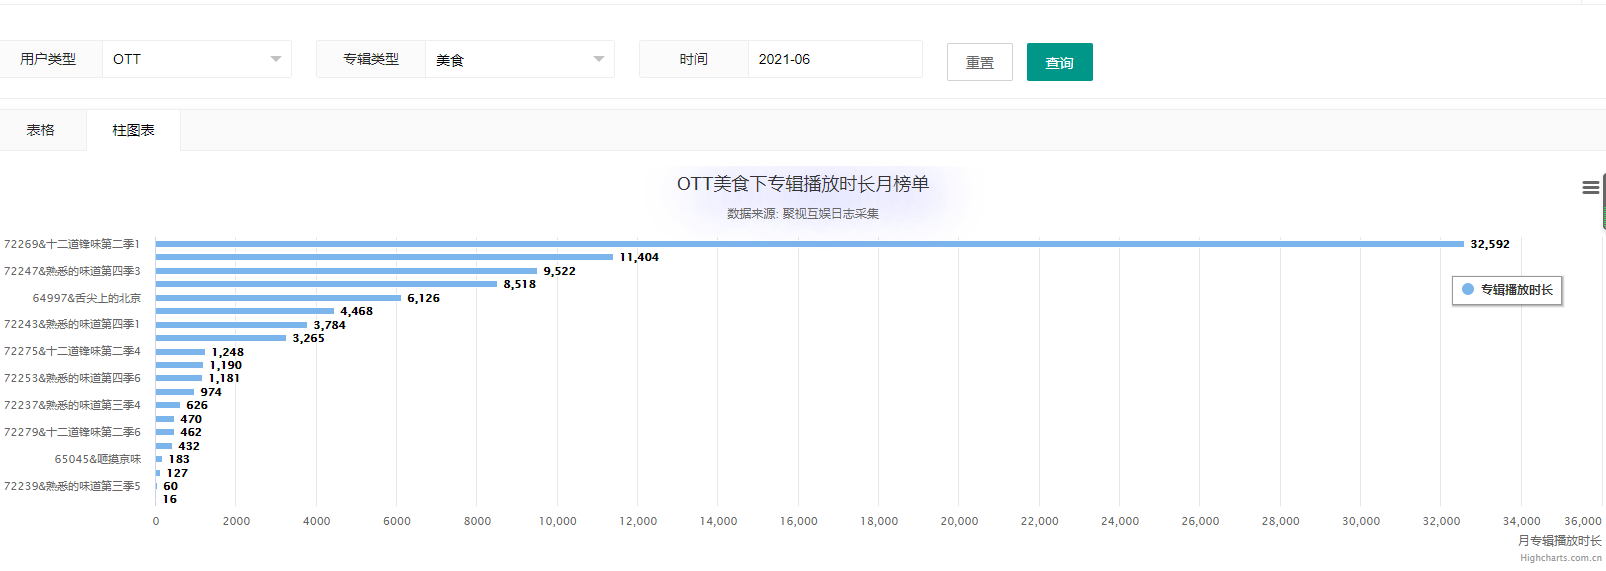 用户类型 OTT 专辑类型 美食 时间 2021-06 重置 查询
表格 柱图表
OTT美食下专辑播放时长月榜单
数据来源: 聚视互娱日志采集
72269&十二道锋味第二季1 32,592
11,404
72247&熟悉的味道第四季3 9,522
8,518
专辑播放时长
64997&舌尖上的北京 6,126
4,468
72243&熟悉的味道第四季1 3,784
3,265
72275&十二道锋味第二季4 1,248
1,190
72253&熟悉的味道第四季6 1,181
974
72237&熟悉的味道第三季4 626
470
72279&十二道锋味第二季6 462
432
65045&咂摸京味 183
127
72239&熟悉的味道第三季5 60
16
0 2000 4000 6000 8000 10,000 12,000 14,000 16,000 18,000 20,000 22,000 24,000 26,000 28,000 30,000 32,000 34,000 36,000
月专辑播放时长
Highcharts.com.cn